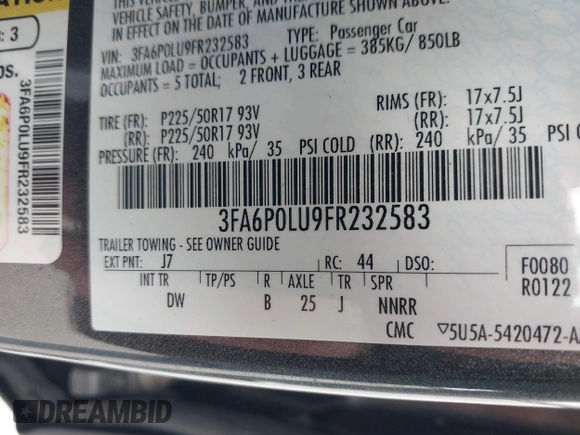 : 3
bs.
3FA6P0LU9FR232583
VEHICLE SAFETY, BUMPER, AND THEFT
IN EFFECT ON THE DATE OF MANUFACTURE SHOWN ABOVE.
VIN: 3FA6P0LU9FR232583 TYPE: Passenger Car
MAXIMUM LOAD = OCCUPANTS + LUGGAGE = 385KG/ 850LB
OCCUPANTS = 5 TOTAL; 2 FRONT, 3 REAR
TIRE (FR): P225/50R17 93V RIMS (FR): 17x7.5J
(RR): P225/50R17 93V (RR): 17x7.5J
PRESSURE (FR): 240 kPa/ 35 PSI COLD (RR): 240 kPa/ 35 PSI COLD
3FA6P0LU9FR232583
TRAILER TOWING - SEE OWNER GUIDE
EXT PNT: J7 RC: 44 DSO: F0080
INT TR TP/PS R AXLE TR SPR R0122
DW B 25 J NNRR
CMC ▽5U5A-5420472-A
DREAMBID